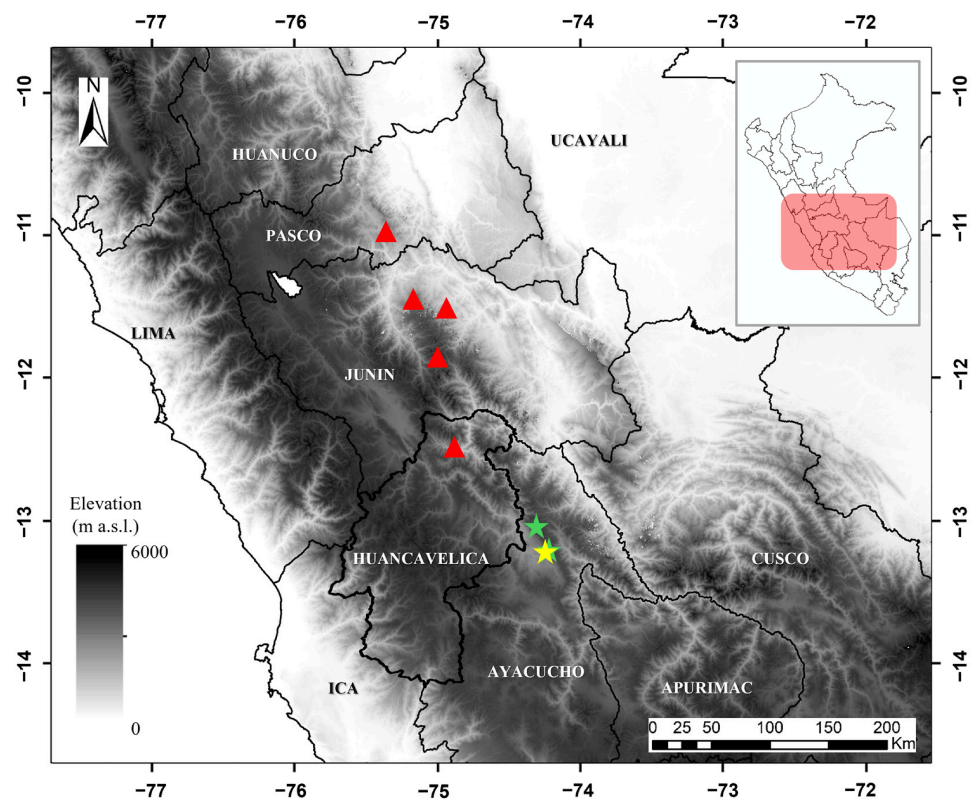 −77 −76 −75 −74 −73 −72
−10 −10
N
UCAYALI
HUANUCO
−11 −11
PASCO
LIMA
JUNIN
−12 −12
Elevation
(m a.s.l.)
6000
0
−13 −13
HUANCAVELICA
CUSCO
−14 −14
AYACUCHO
ICA
APURIMAC
0 25 50 100 150 200
Km
−77 −76 −75 −74 −73 −72